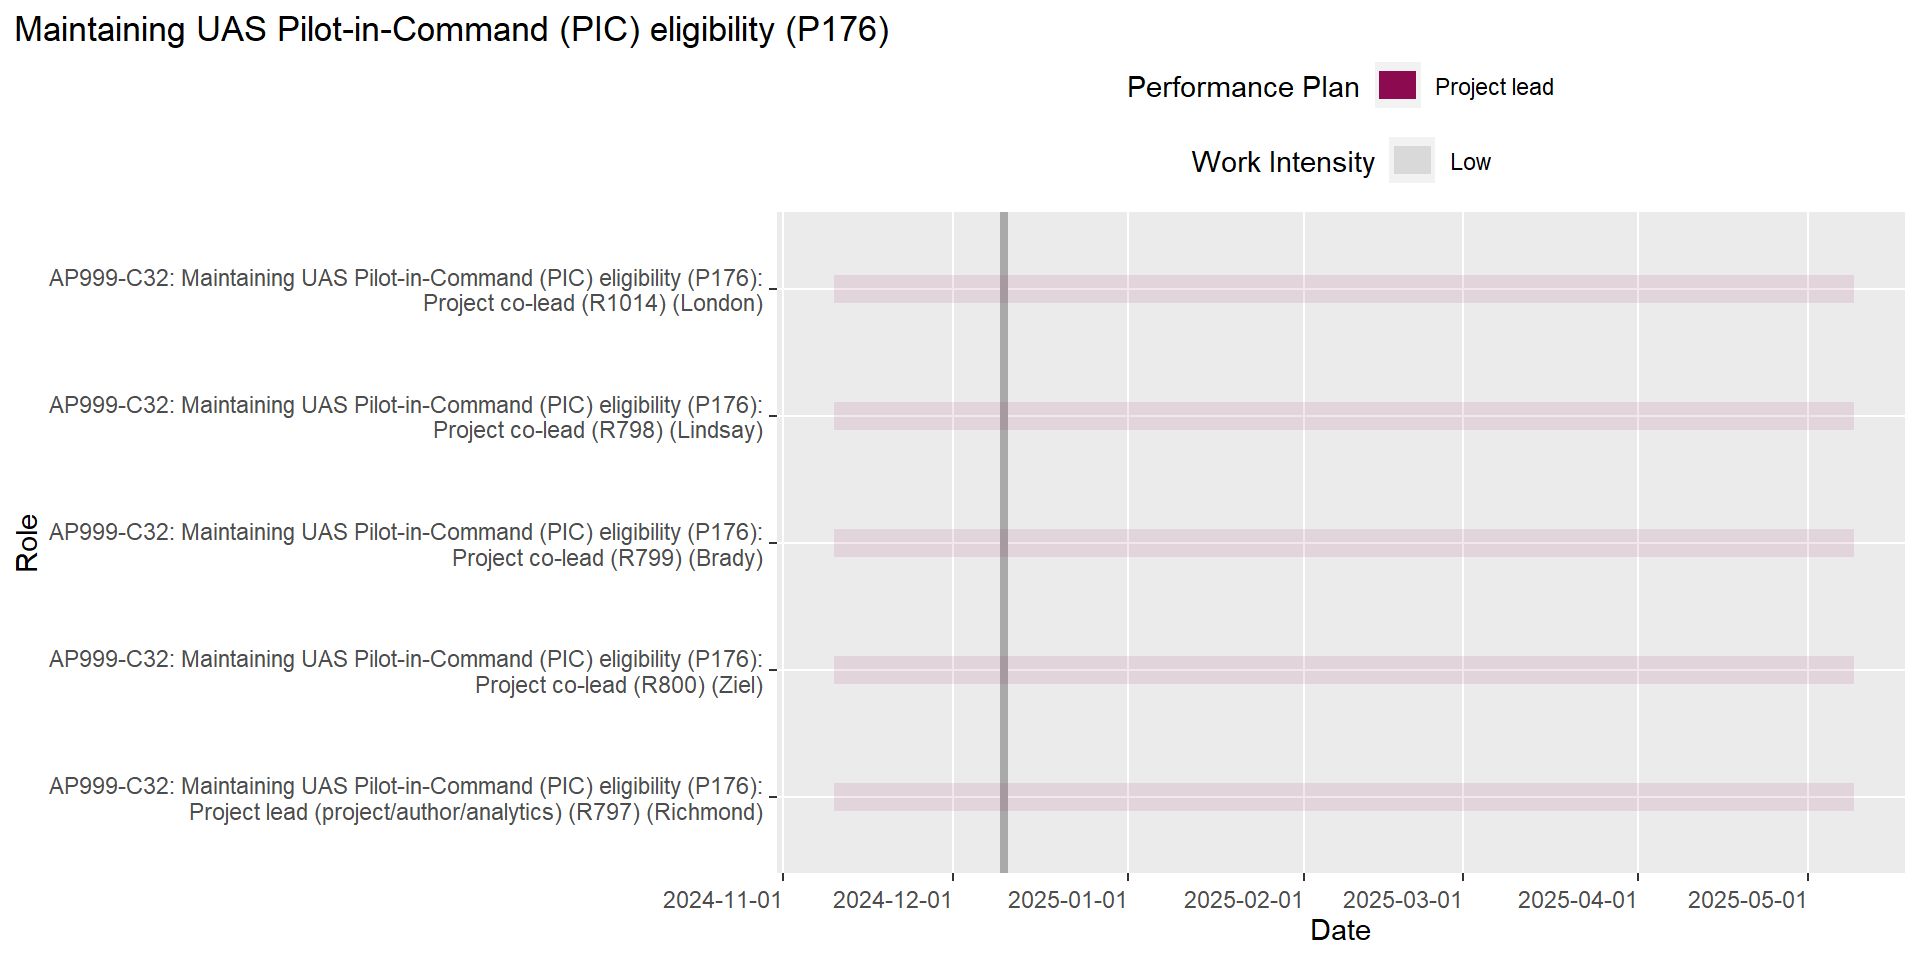 Maintaining UAS Pilot-in-Command (PIC) eligibility (P176)
Performance Plan
Project lead
Work Intensity
Low
AP999-C32: Maintaining UAS Pilot-in-Command (PIC) eligibility (P176):
Project co-lead (R1014) (London)
AP999-C32: Maintaining UAS Pilot-in-Command (PIC) eligibility (P176):
Project co-lead (R798) (Lindsay)
AP999-C32: Maintaining UAS Pilot-in-Command (PIC) eligibility (P176):
Project co-lead (R799) (Brady)
AP999-C32: Maintaining UAS Pilot-in-Command (PIC) eligibility (P176):
Project co-lead (R800) (Ziel)
AP999-C32: Maintaining UAS Pilot-in-Command (PIC) eligibility (P176):
Project lead (project/author/analytics) (R797) (Richmond)
Role
2024-11-01
2024-12-01
2025-01-01
2025-02-01
2025-03-01
2025-04-01
2025-05-01
Date